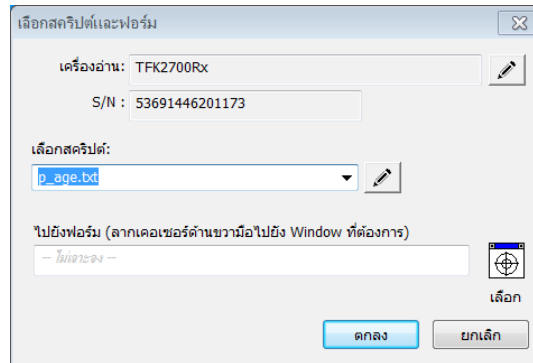 เลือกสคริปต์และฟอร์ม
เครื่องอ่าน: TFK2700Rx
S/N : 53691446201173
เลือกสคริปต์:
p_age.txt
ไปยังฟอร์ม (ลากเคอเซอร์ด้านขวามือไปยัง Window ที่ต้องการ)
-- ไม่เจาะจง --
เลือก
ตกลง ยกเลิก